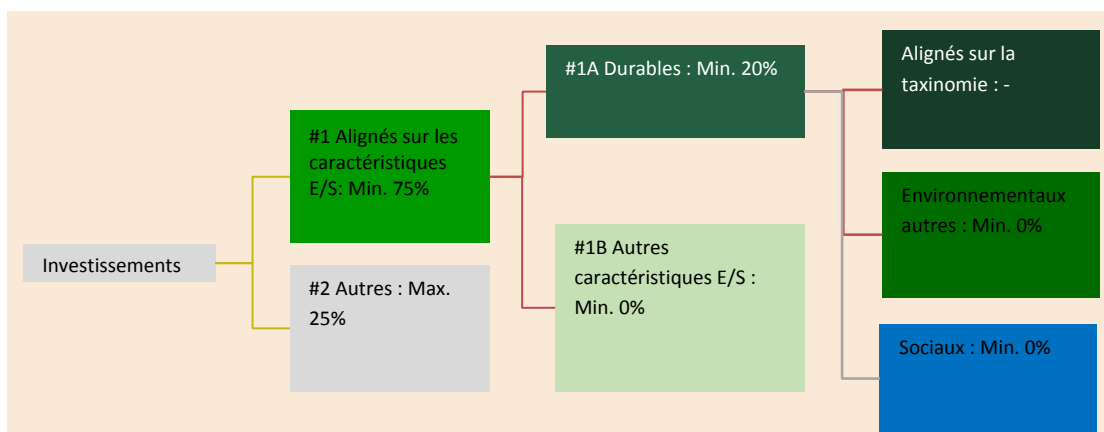 Investissements
#1 Alignés sur les
caractéristiques
E/S: Min. 75%
#2 Autres : Max.
25%
#1A Durables : Min. 20%
#1B Autres
caractéristiques E/S :
Min. 0%
Alignés sur la
taxinomie : -
Environnementaux
autres : Min. 0%
Sociaux : Min. 0%